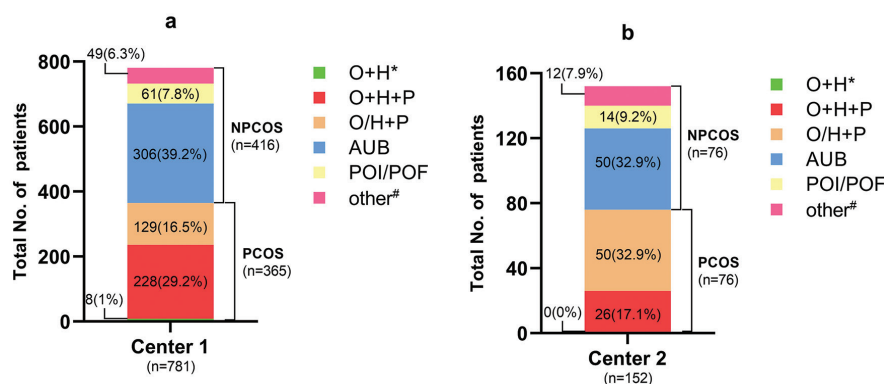 a
49(6.3%)
800
600
400
200
0
Total No. of patients
61(7.8%)
306(39.2%)
129(16.5%)
228(29.2%)
8(1%)
NPCOS
(n=416)
PCOS
(n=365)
Center 1
(n=781)
O+H*
O+H+P
O/H+P
AUB
POI/POF
other#
b
12(7.9%)
160
120
80
40
0
Total No. of patients
14(9.2%)
50(32.9%)
50(32.9%)
26(17.1%)
0(0%)
NPCOS
(n=76)
PCOS
(n=76)
Center 2
(n=152)
O+H*
O+H+P
O/H+P
AUB
POI/POF
other#